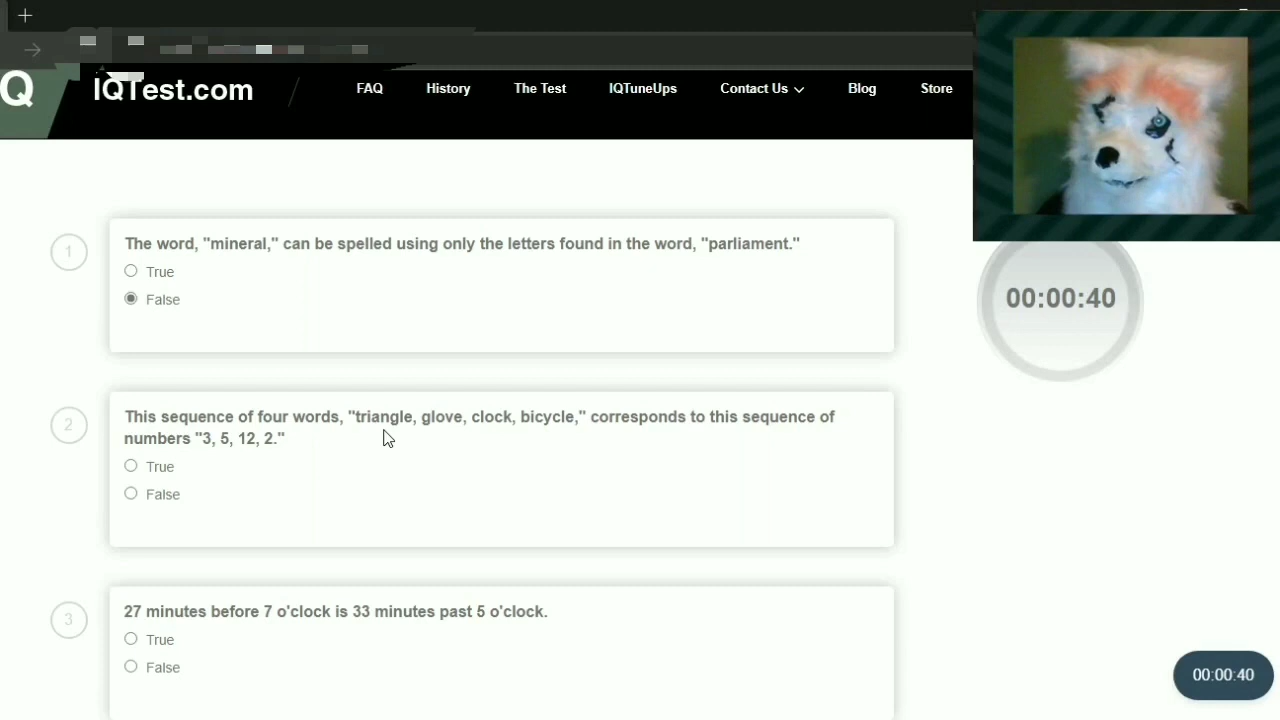 Q
IQTest.com
FAQ
History
The Test
IQTuneUps
Contact Us
Blog
Store
1
The word, "mineral," can be spelled using only the letters found in the word, "parliament."
True
False
00:00:40
2
This sequence of four words, "triangle, glove, clock, bicycle," corresponds to this sequence of
numbers "3, 5, 12, 2."
True
False
3
27 minutes before 7 o'clock is 33 minutes past 5 o'clock.
True
False
00:00:40